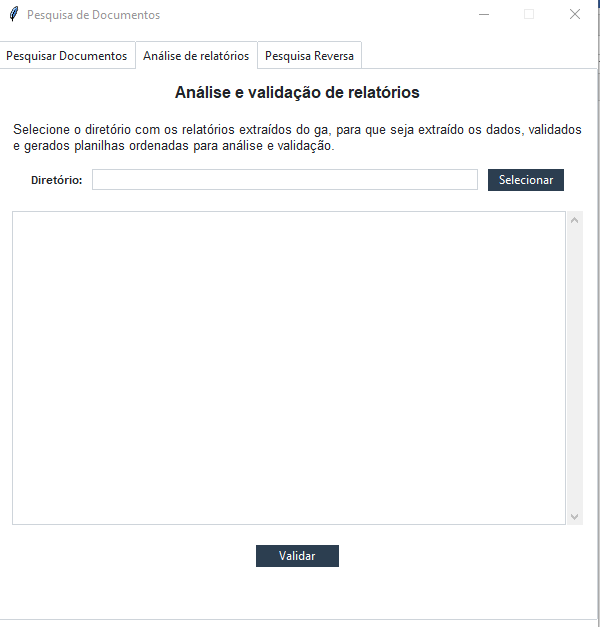 Pesquisa de Documentos
Pesquisar Documentos Análise de relatórios Pesquisa Reversa
Análise e validação de relatórios
Selecione o diretório com os relatórios extraídos do ga, para que seja extraído os dados, validados
e gerados planilhas ordenadas para análise e validação.
Diretório: Selecionar
Validar